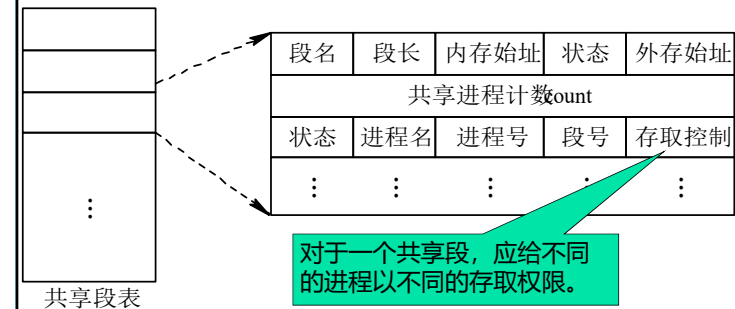 段名 段长 内存始址 状态 外存始址
共享进程计数count
状态 进程名 进程号 段号 存取控制
⋮ ⋮ ⋮ ⋮ ⋮
⋮
对于一个共享段，应给不同
的进程以不同的存取权限。
共享段表